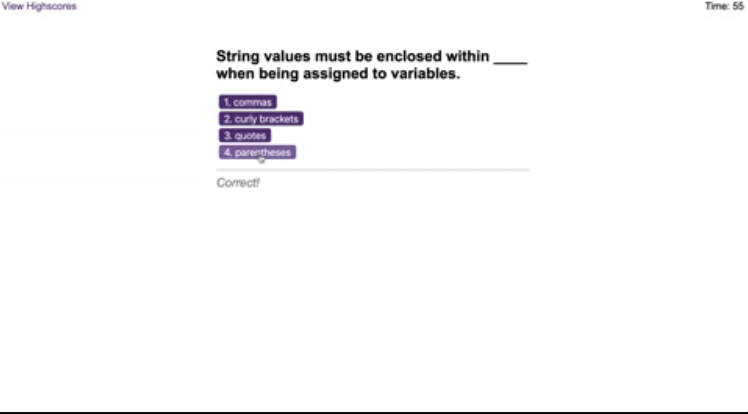 View Highscores
Time: 55
String values must be enclosed within ____
when being assigned to variables.
1. commas
2. curly brackets
3. quotes
4. parentheses
Correct!